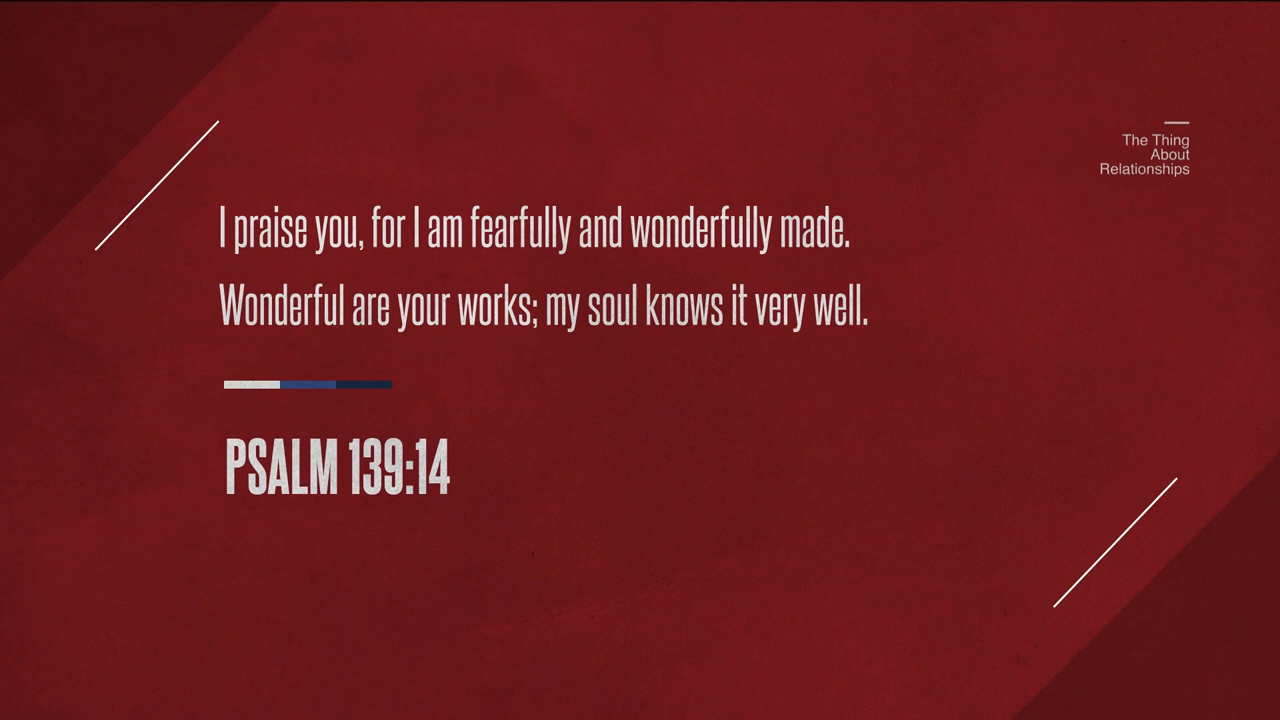 The Thing
About
Relationships
I praise you, for I am fearfully and wonderfully made.
Wonderful are your works; my soul knows it very well.
PSALM 139:14